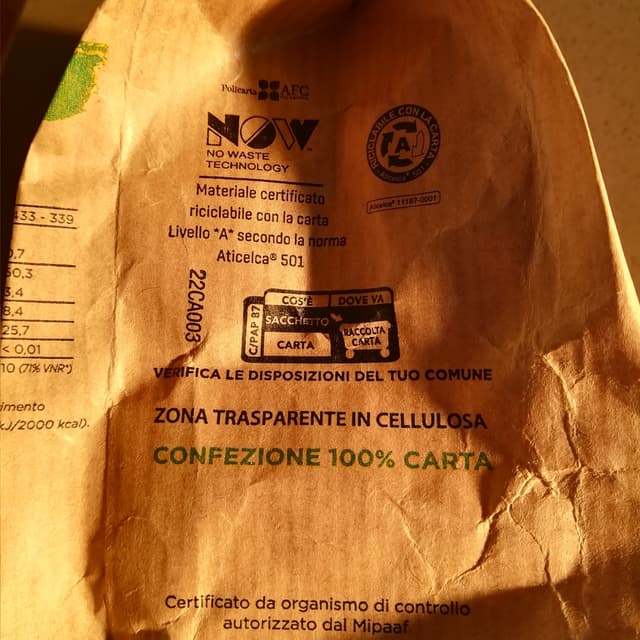 Policarta AFC
NOW
NO WASTE
TECHNOLOGY
RICICLABILE CON LA CARTA
A
Aticelca® 11187-0001
Materiale certificato
riciclabile con la carta
Livello "A" secondo la norma
Aticelca® 501
22CA003
COS'È DOVE VA
C/PAP 87
SACCHETTO
CARTA
RACCOLTA
CARTA
VERIFICA LE DISPOSIZIONI DEL TUO COMUNE
ZONA TRASPARENTE IN CELLULOSA
CONFEZIONE 100% CARTA
Certificato da organismo di controllo
autorizzato dal Mipaaf
433 - 339
0,7
50,3
3,4
8,4
25,7
< 0,01
10 (71% VNR*)
imento
kJ/2000 kcal).